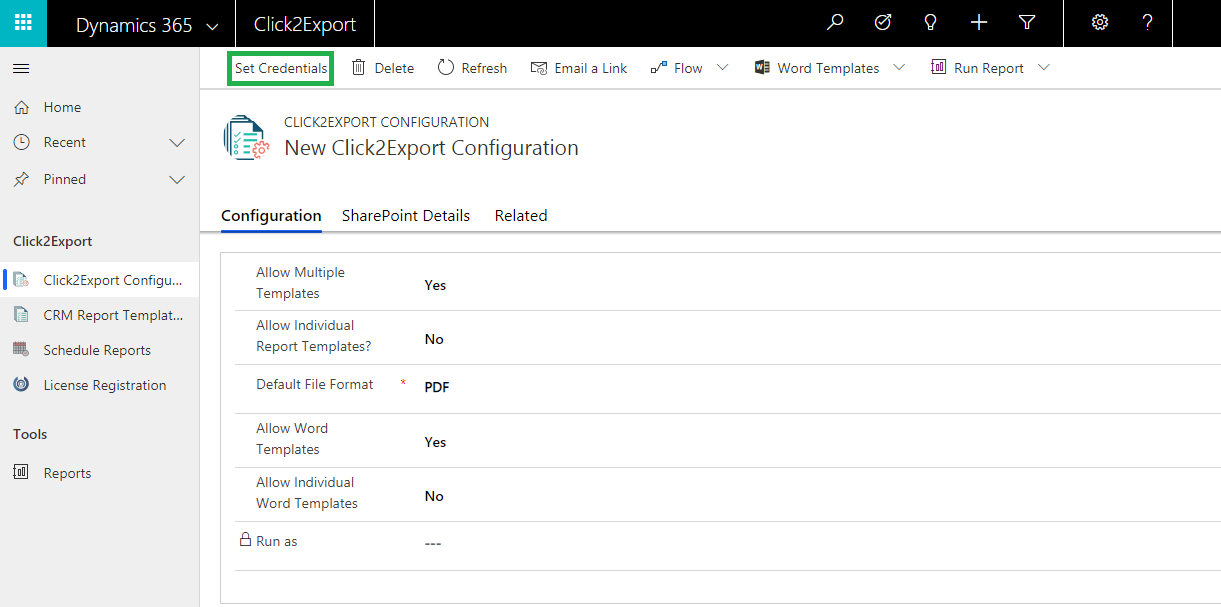 Dynamics 365
Click2Export
?
Set Credentials
Delete
Refresh
Email a Link
Flow
Word Templates
Run Report
Home
Recent
Pinned
Click2Export
Click2Export Configu...
CRM Report Templat...
Schedule Reports
License Registration
Tools
Reports
CLICK2EXPORT CONFIGURATION
New Click2Export Configuration
Configuration
SharePoint Details
Related
Allow Multiple
Templates
Yes
Allow Individual
Report Templates?
No
Default File Format *
PDF
Allow Word
Templates
Yes
Allow Individual
Word Templates
No
Run as
---